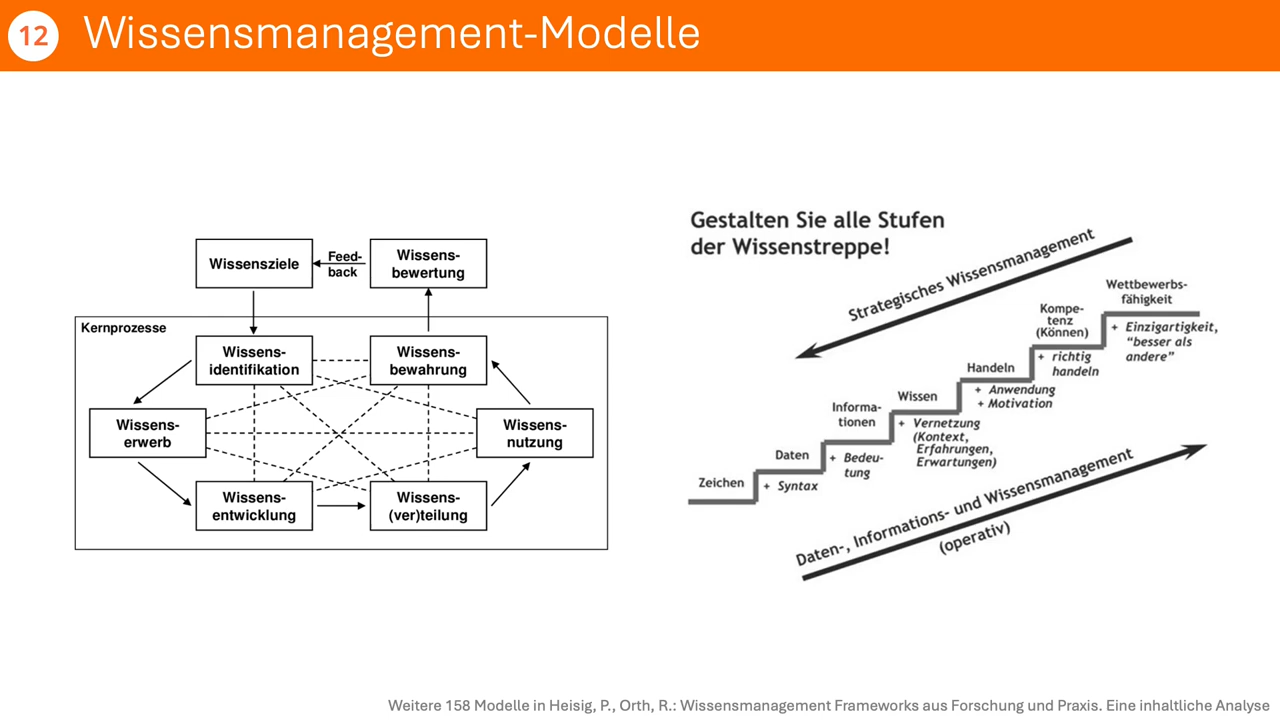 12
Wissensmanagement-Modelle
Wissensziele
Feed-
back
Wissens-
bewertung
Kernprozesse
Wissens-
identifikation
Wissens-
bewahrung
Wissens-
erwerb
Wissens-
nutzung
Wissens-
entwicklung
Wissens-
(ver)teilung
Gestalten Sie alle Stufen
der Wissenstreppe!
Strategisches Wissensmanagement
Zeichen
Daten
+ Syntax
Informa-
tionen
+ Bedeu-
tung
Wissen
+ Vernetzung
(Kontext,
Erfahrungen,
Erwartungen)
Handeln
+ Anwendung
+ Motivation
Kompe-
tenz
(Können)
+ richtig
handeln
Wettbewerbs-
fähigkeit
+ Einzigartigkeit,
"besser als
andere"
Daten-, Informations- und Wissensmanagement
(operativ)
Weitere 158 Modelle in Heisig, P., Orth, R.: Wissensmanagement Frameworks aus Forschung und Praxis. Eine inhaltliche Analyse